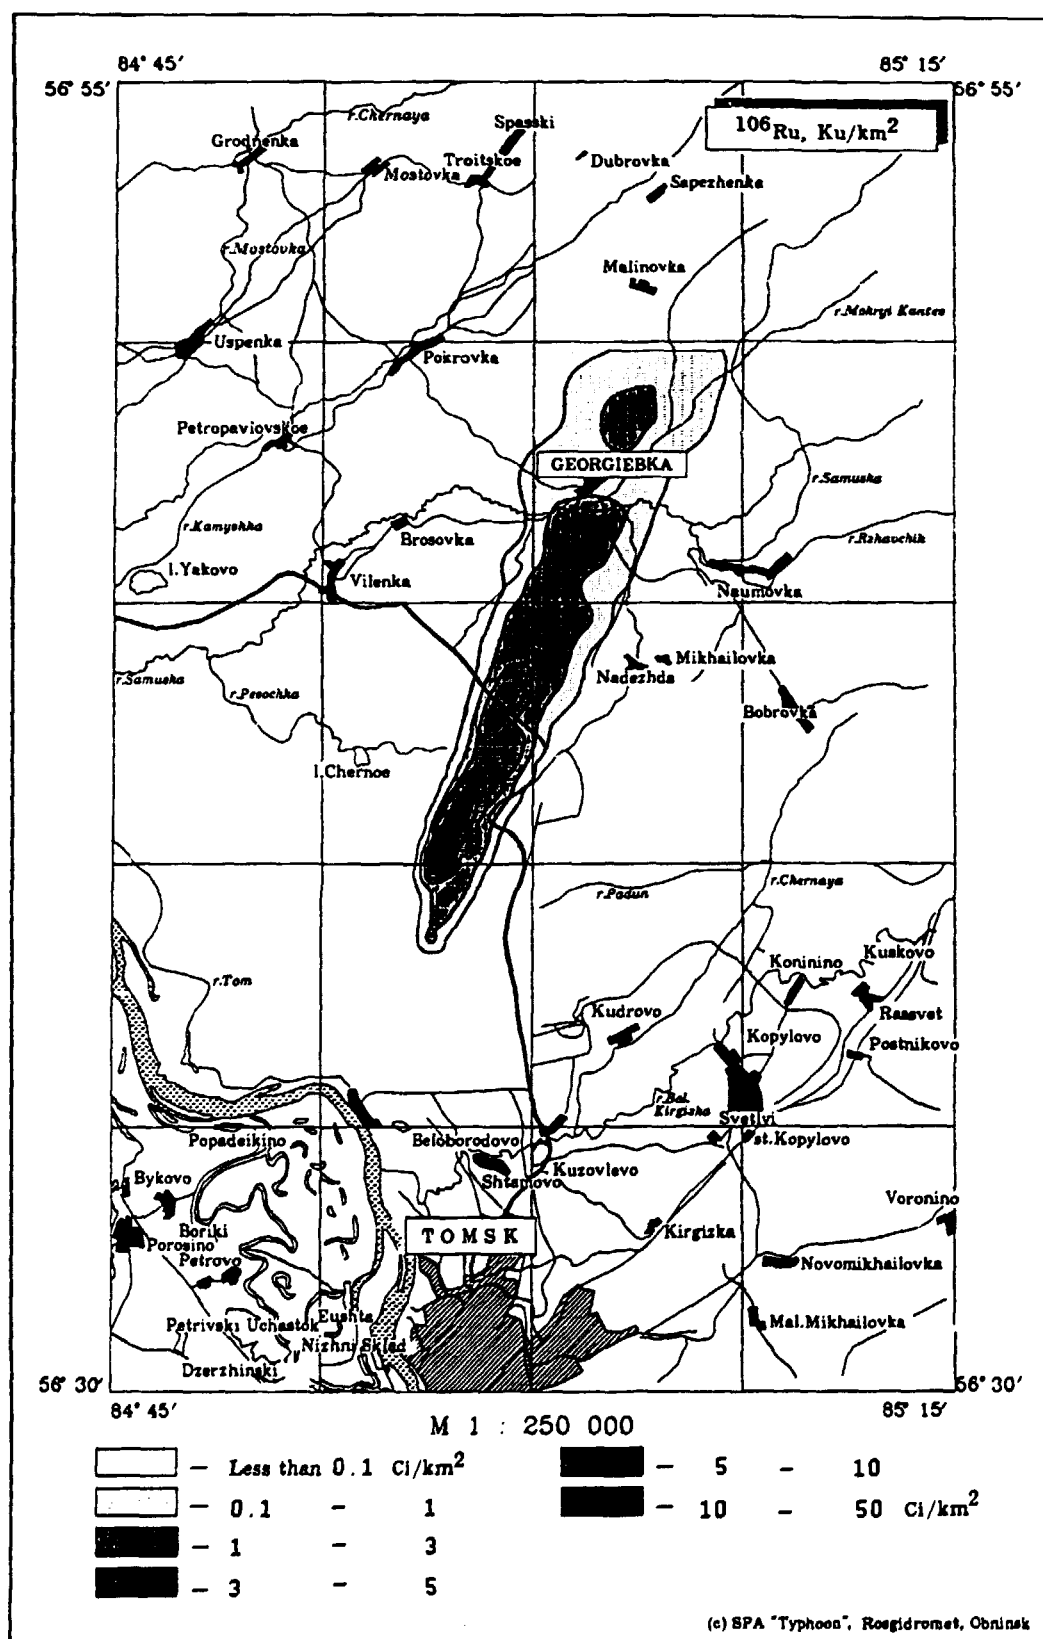 84° 45′
85° 15′
56° 55′
56° 55′
106Ru, Ku/km2
r.Chernaya
Spasski
Grodnenka
Troitskoe
Dubrovka
Mostovka
Sapezhenka
r.Mostovka
Malinovka
r.Mokryi Kantes
Uspenka
Pokrovka
Petropavlovskoe
GEORGIEBKA
r.Samuska
r.Kamyshka
Brosovka
r.Rzhavchik
l.Yakovo
Vilenka
Naumovka
Mikhailovka
Nadezhda
r.Samuska
r.Pesochka
Bobrovka
l.Chernoe
r.Padun
r.Chernaya
Kuskovo
Koninino
r.Tom
Kudrovo
Rassvet
Kopylovo
Postnikovo
r.Bol.
Kirgizka
Svetlyi
Popadeikino
Beloborodovo
st.Kopylovo
Bykovo
Kuzovlevo
Shtamovo
Voronino
Boriki
TOMSK
Kirgizka
Porosino
Petrovo
Novomikhailovka
Eushta
Petrivski Uchastok
Mal.Mikhailovka
Nizhni Sklad
Dzerzhinski
56° 30′
56° 30′
84° 45′
85° 15′
M 1 : 250 000
— Less than 0.1 Ci/km2
— 5 — 10
— 0.1 - 1
— 10 — 50 Ci/km2
— 1 - 3
— 3 - 5
(c) SPA "Typhoon", Rosgidromet, Obninsk